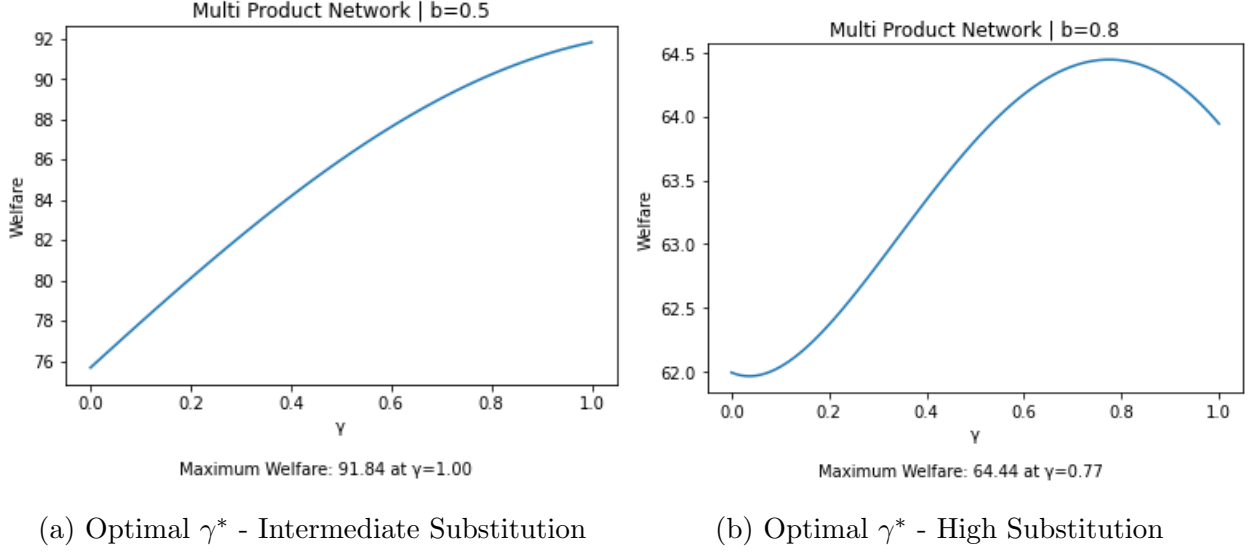 Multi Product Network | b=0.5
92
90
88
86
84
82
80
78
76
Welfare
0.0 0.2 0.4 0.6 0.8 1.0
γ
Maximum Welfare: 91.84 at γ=1.00
(a) Optimal γ* - Intermediate Substitution
Multi Product Network | b=0.8
64.5
64.0
63.5
63.0
62.5
62.0
Welfare
0.0 0.2 0.4 0.6 0.8 1.0
γ
Maximum Welfare: 64.44 at γ=0.77
(b) Optimal γ* - High Substitution